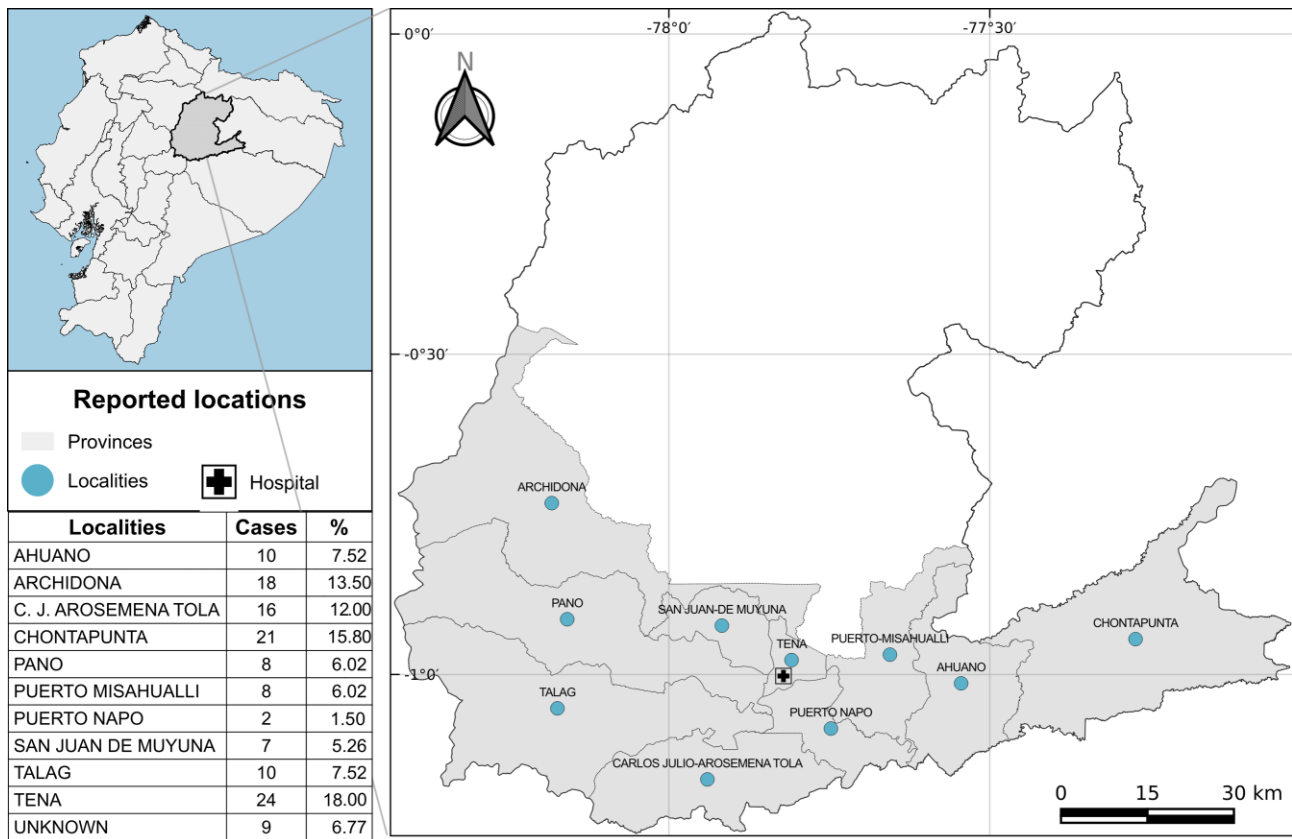 Reported locations
Provinces
Localities
Hospital
Localities Cases %
AHUANO 10 7.52
ARCHIDONA 18 13.50
C. J. AROSEMENA TOLA 16 12.00
CHONTAPUNTA 21 15.80
PANO 8 6.02
PUERTO MISAHUALLI 8 6.02
PUERTO NAPO 2 1.50
SAN JUAN DE MUYUNA 7 5.26
TALAG 10 7.52
TENA 24 18.00
UNKNOWN 9 6.77
-78°0′ -77°30′
0°0′
N
-0°30′
ARCHIDONA
PANO
SAN JUAN-DE MUYUNA
CHONTAPUNTA
TENA
PUERTO-MISAHUALLI
AHUANO
-1°0′
TALAG
PUERTO NAPO
CARLOS JULIO-AROSEMENA TOLA
0 15 30 km